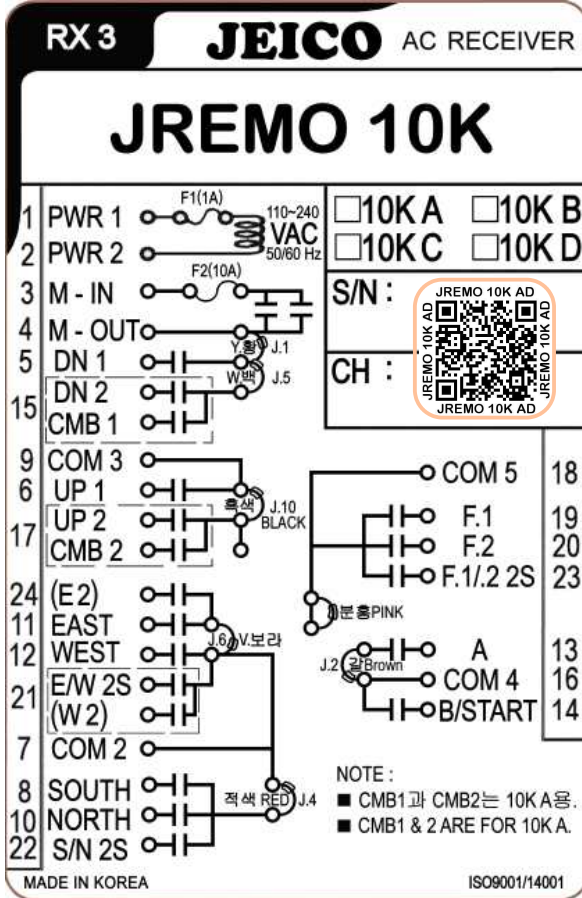 RX 3 JEICO AC RECEIVER
JREMO 10K
1 PWR 1 F1(1A) 110~240 VAC 50/60 Hz
2 PWR 2
3 M - IN F2(10A)
4 M - OUT
5 DN 1 Y.황 J.1
15 DN 2 W백 J.5
CMB 1
9 COM 3
6 UP 1
17 UP 2 흑색 J.10 BLACK
CMB 2
24 (E 2)
11 EAST
12 WEST J.6 V.보라
21 E/W 2S
(W 2)
7 COM 2
8 SOUTH 적색 RED J.4
10 NORTH
22 S/N 2S
□10K A □10K B
□10K C □10K D
S/N :
JREMO 10K AD
JREMO 10K AD
JREMO 10K AD
JREMO 10K AD
CH :
COM 5 18
F.1 19
F.2 20
F.1/.2 2S 23
분홍PINK
A 13
J.2 갈Brown
COM 4 16
B/START 14
NOTE :
■ CMB1과 CMB2는 10K A용.
■ CMB1 & 2 ARE FOR 10K A.
MADE IN KOREA ISO9001/14001